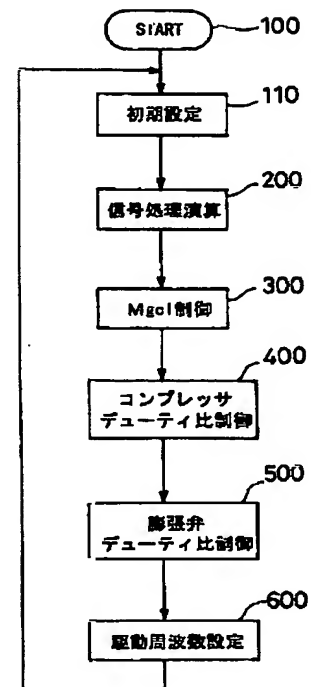 START
100
初期設定
110
信号処理演算
200
Mgcl制御
300
コンプレッサ
デューティ比制御
400
膨張弁
デューティ比制御
500
駆動周波数設定
600